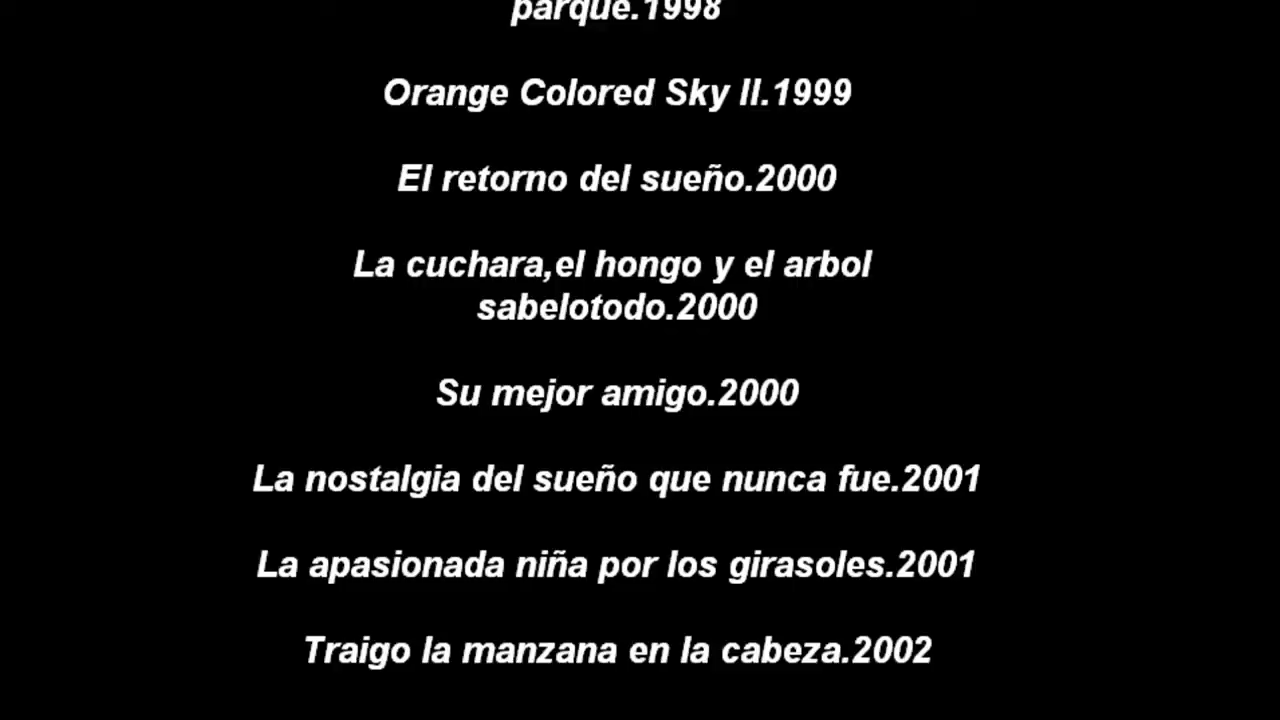 parque.1998
Orange Colored Sky II.1999
El retorno del sueño.2000
La cuchara,el hongo y el arbol
sabelotodo.2000
Su mejor amigo.2000
La nostalgia del sueño que nunca fue.2001
La apasionada niña por los girasoles.2001
Traigo la manzana en la cabeza.2002